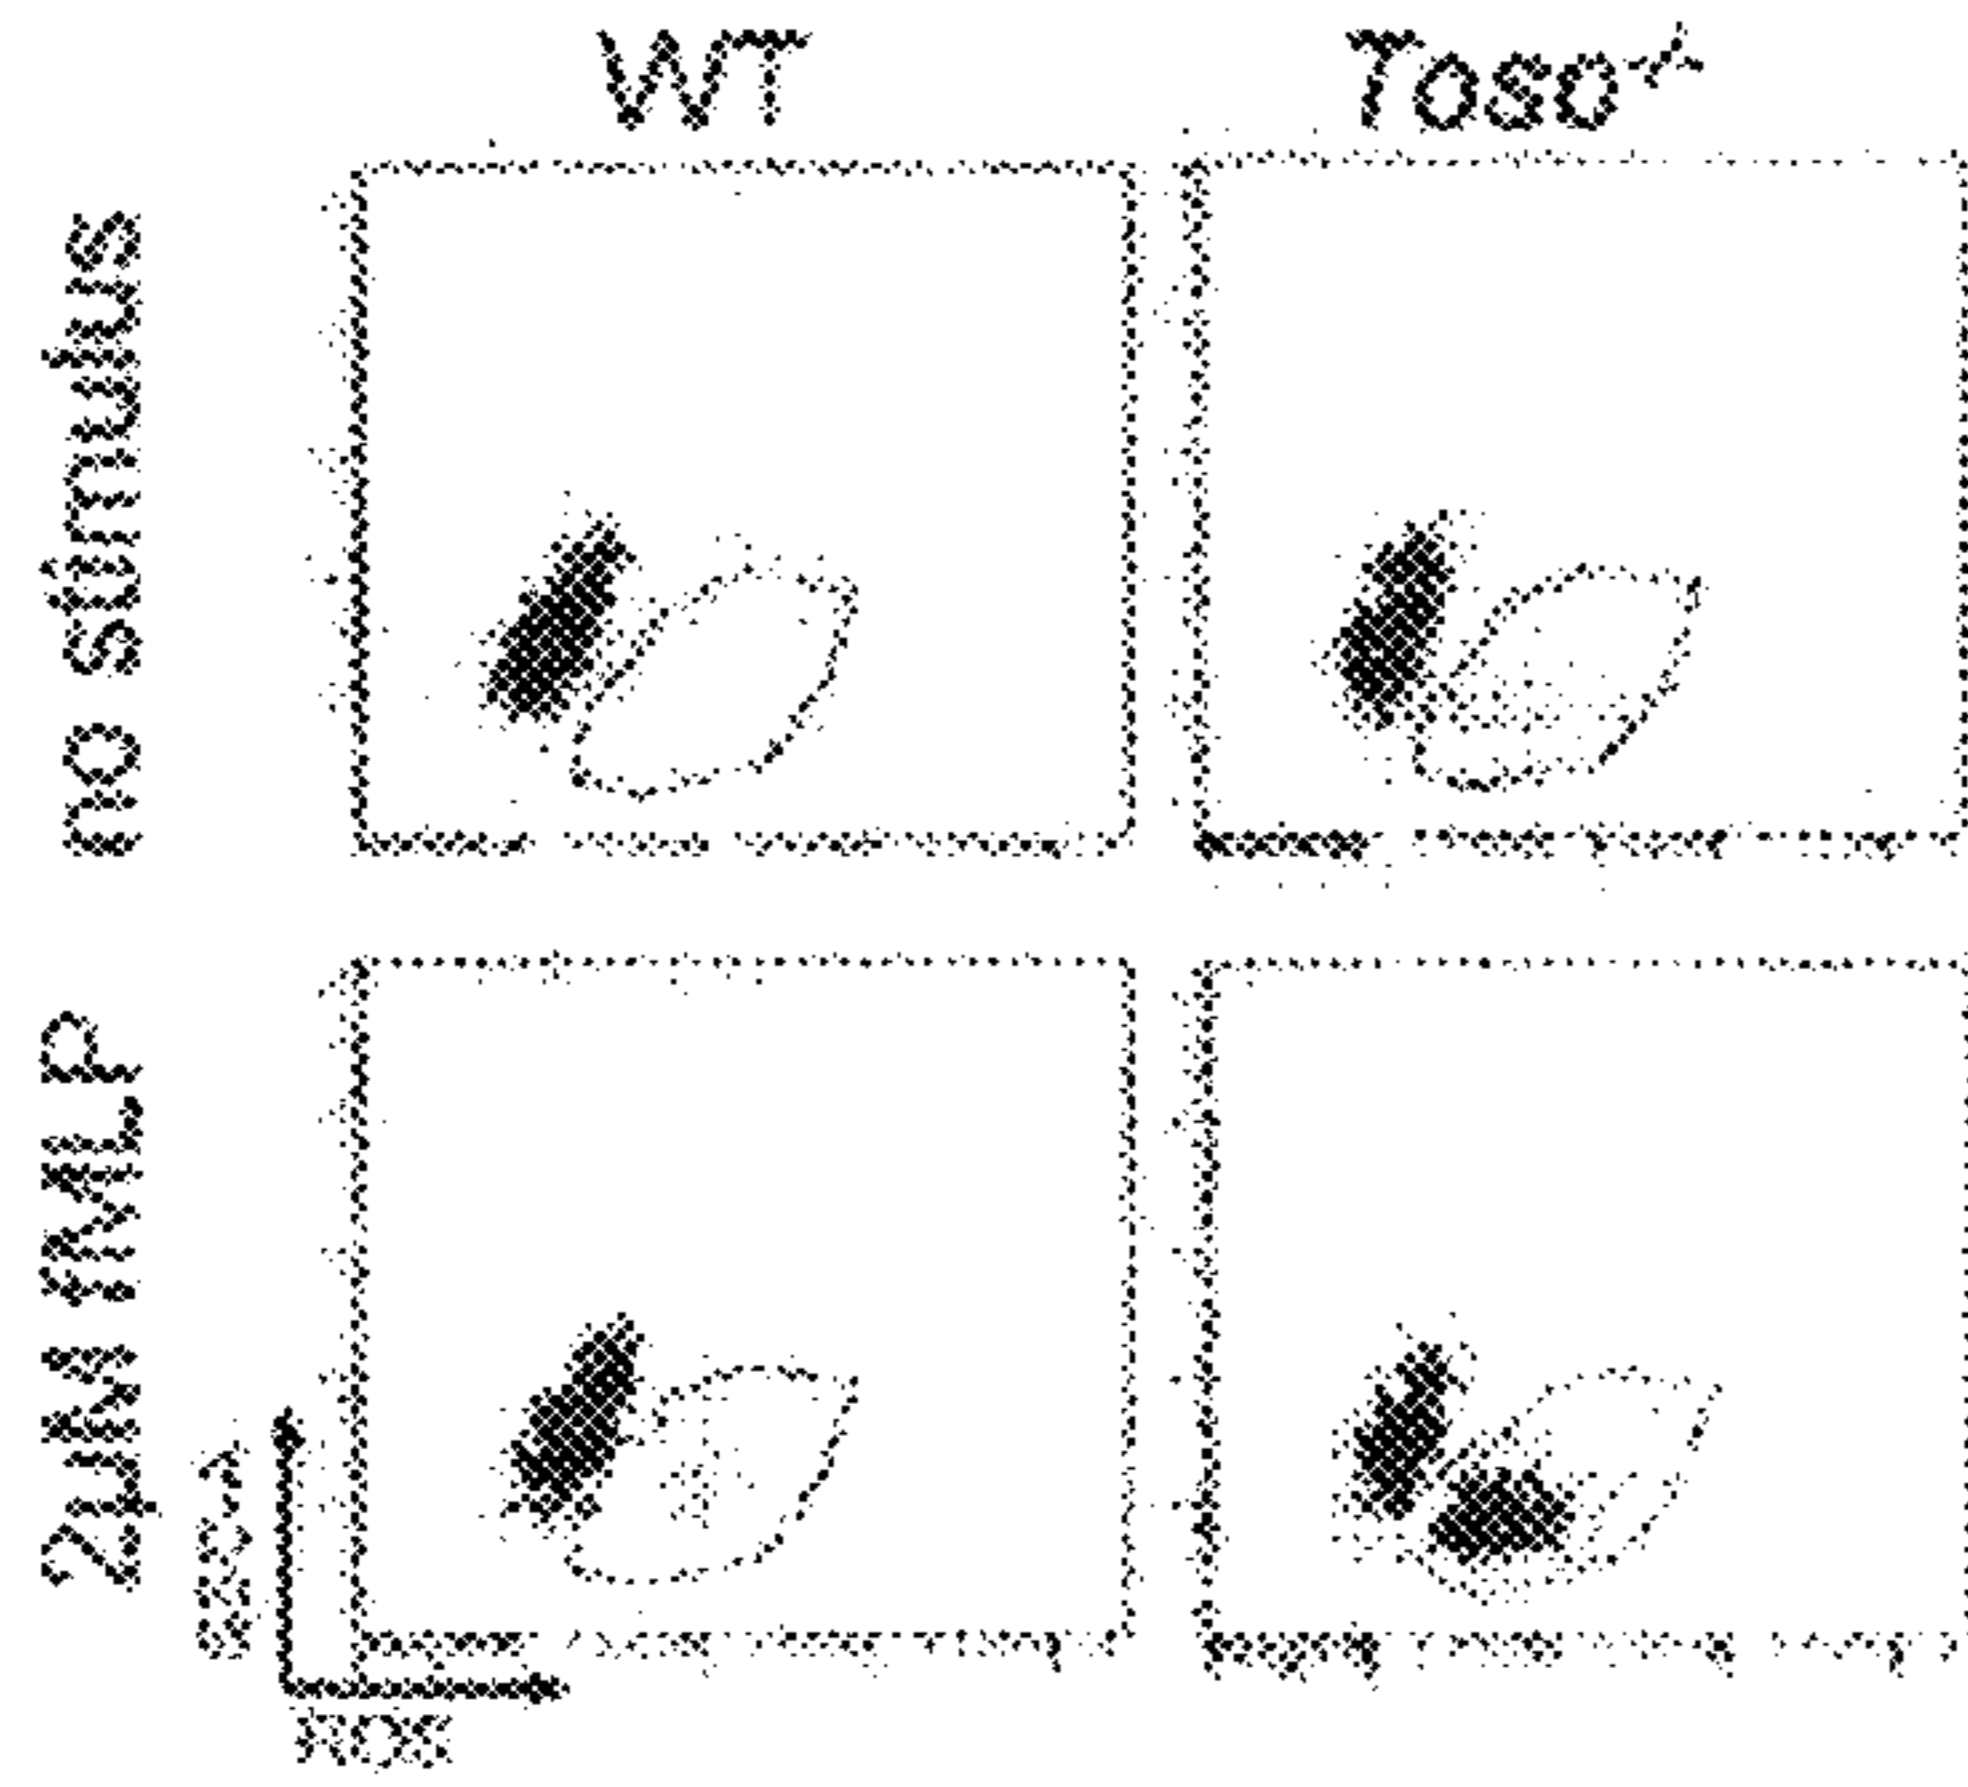 WT
Toso-/-
no stimulus
2µM fMLP
SSC-A
ROS